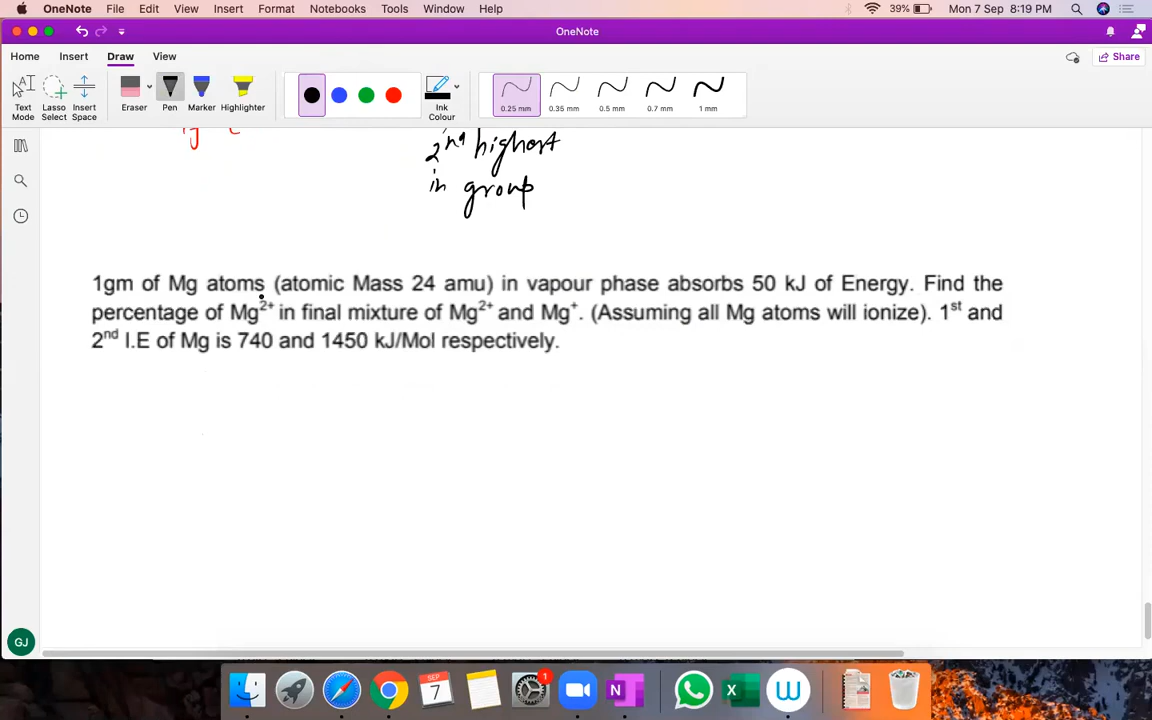 OneNote File Edit View Insert Format Notebooks Tools Window Help 39% Mon 7 Sep 8:19 PM
OneNote
Home Insert Draw View Share
Text Mode Lasso Select Insert Space Eraser Pen Marker Highlighter Ink Colour 0.25 mm 0.35 mm 0.5 mm 0.7 mm 1 mm
2nd highest
in group
1gm of Mg atoms (atomic Mass 24 amu) in vapour phase absorbs 50 kJ of Energy. Find the
percentage of Mg2+ in final mixture of Mg2+ and Mg+. (Assuming all Mg atoms will ionize). 1st and
2nd I.E of Mg is 740 and 1450 kJ/Mol respectively.
GJ
SEP
7
1